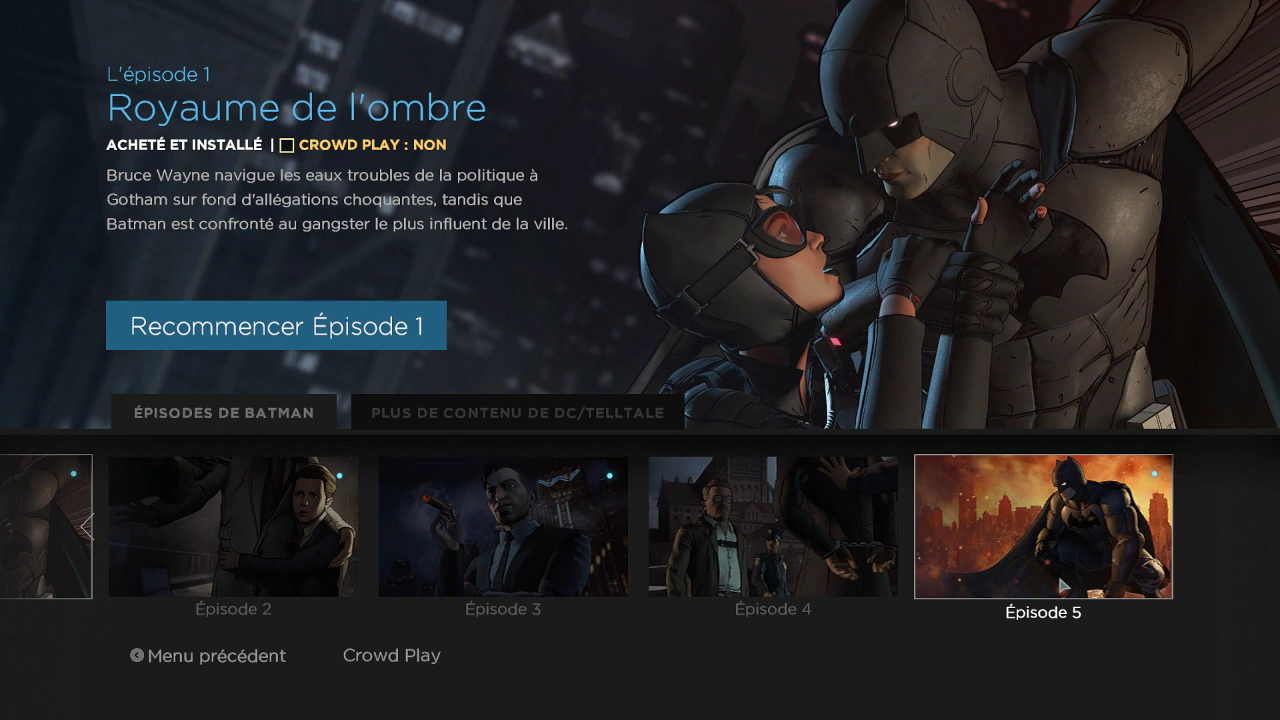 L'épisode 1
Royaume de l'ombre
ACHETÉ ET INSTALLÉ | CROWD PLAY : NON
Bruce Wayne navigue les eaux troubles de la politique à
Gotham sur fond d'allégations choquantes, tandis que
Batman est confronté au gangster le plus influent de la ville.
Recommencer Épisode 1
ÉPISODES DE BATMAN
PLUS DE CONTENU DE DC/TELLTALE
Épisode 2
Épisode 3
Épisode 4
Épisode 5
Menu précédent
Crowd Play